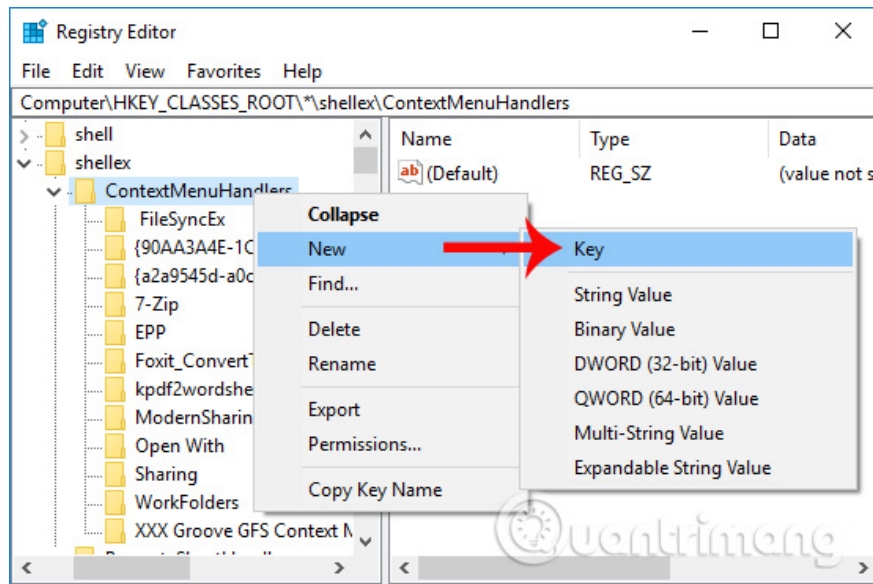 Registry Editor
File Edit View Favorites Help
Computer\HKEY_CLASSES_ROOT\*\shellex\ContextMenuHandlers
shell
shellex
ContextMenuHandlers
FileSyncEx
{90AA3A4E-1C
{a2a9545d-a0c
7-Zip
EPP
Foxit_ConvertT
kpdf2wordshe
ModernSharin
Open With
Sharing
WorkFolders
XXX Groove GFS Context M
Name Type Data
ab (Default) REG_SZ (value not s
Collapse
New
Find...
Delete
Rename
Export
Permissions...
Copy Key Name
Key
String Value
Binary Value
DWORD (32-bit) Value
QWORD (64-bit) Value
Multi-String Value
Expandable String Value
Quantrimang